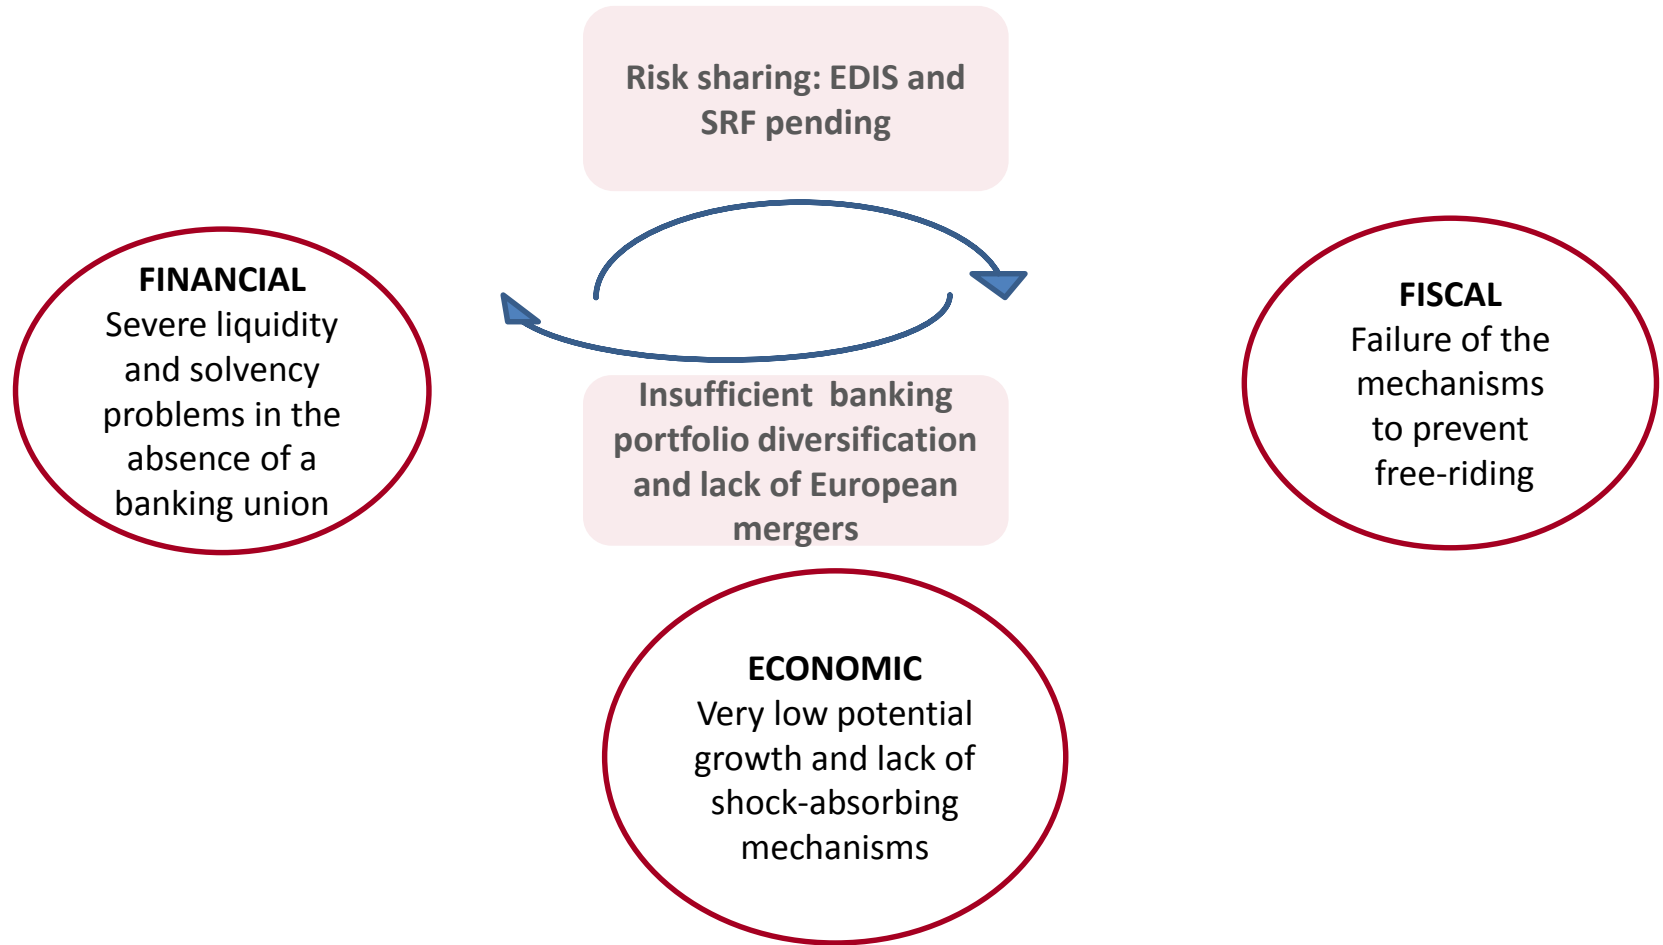 Risk sharing: EDIS and
SRF pending
FINANCIAL
Severe liquidity
and solvency
problems in the
absence of a
banking union
Insufficient  banking
portfolio diversification
and lack of European
mergers
FISCAL
Failure of the
mechanisms
to prevent
free-riding
ECONOMIC
Very low potential
growth and lack of
shock-absorbing
mechanisms